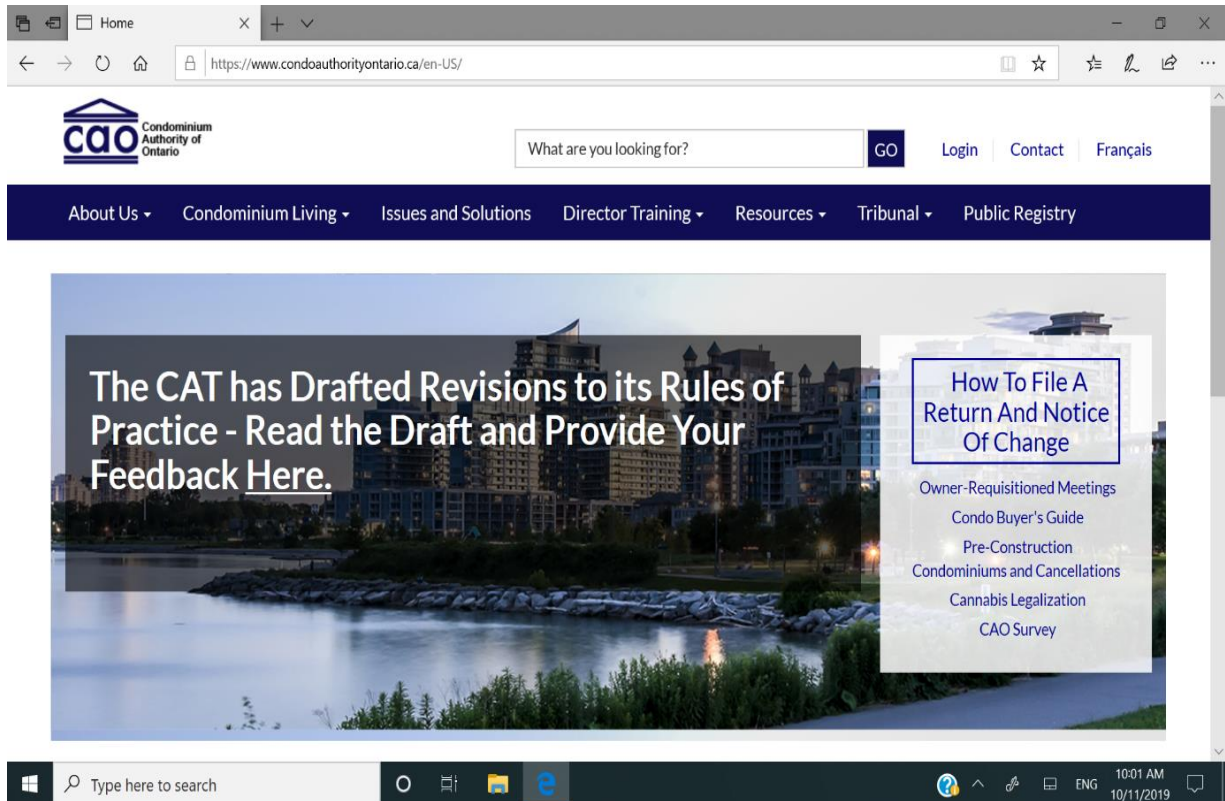 Home
https://www.condoauthorityontario.ca/en-US/
cao
Condominium
Authority of
Ontario
What are you looking for?
GO
Login
Contact
Français
About Us
Condominium Living
Issues and Solutions
Director Training
Resources
Tribunal
Public Registry
The CAT has Drafted Revisions to its Rules of
Practice - Read the Draft and Provide Your
Feedback Here.
How To File A
Return And Notice
Of Change
Owner-Requisitioned Meetings
Condo Buyer's Guide
Pre-Construction
Condominiums and Cancellations
Cannabis Legalization
CAO Survey
Type here to search
ENG
10:01 AM
10/11/2019